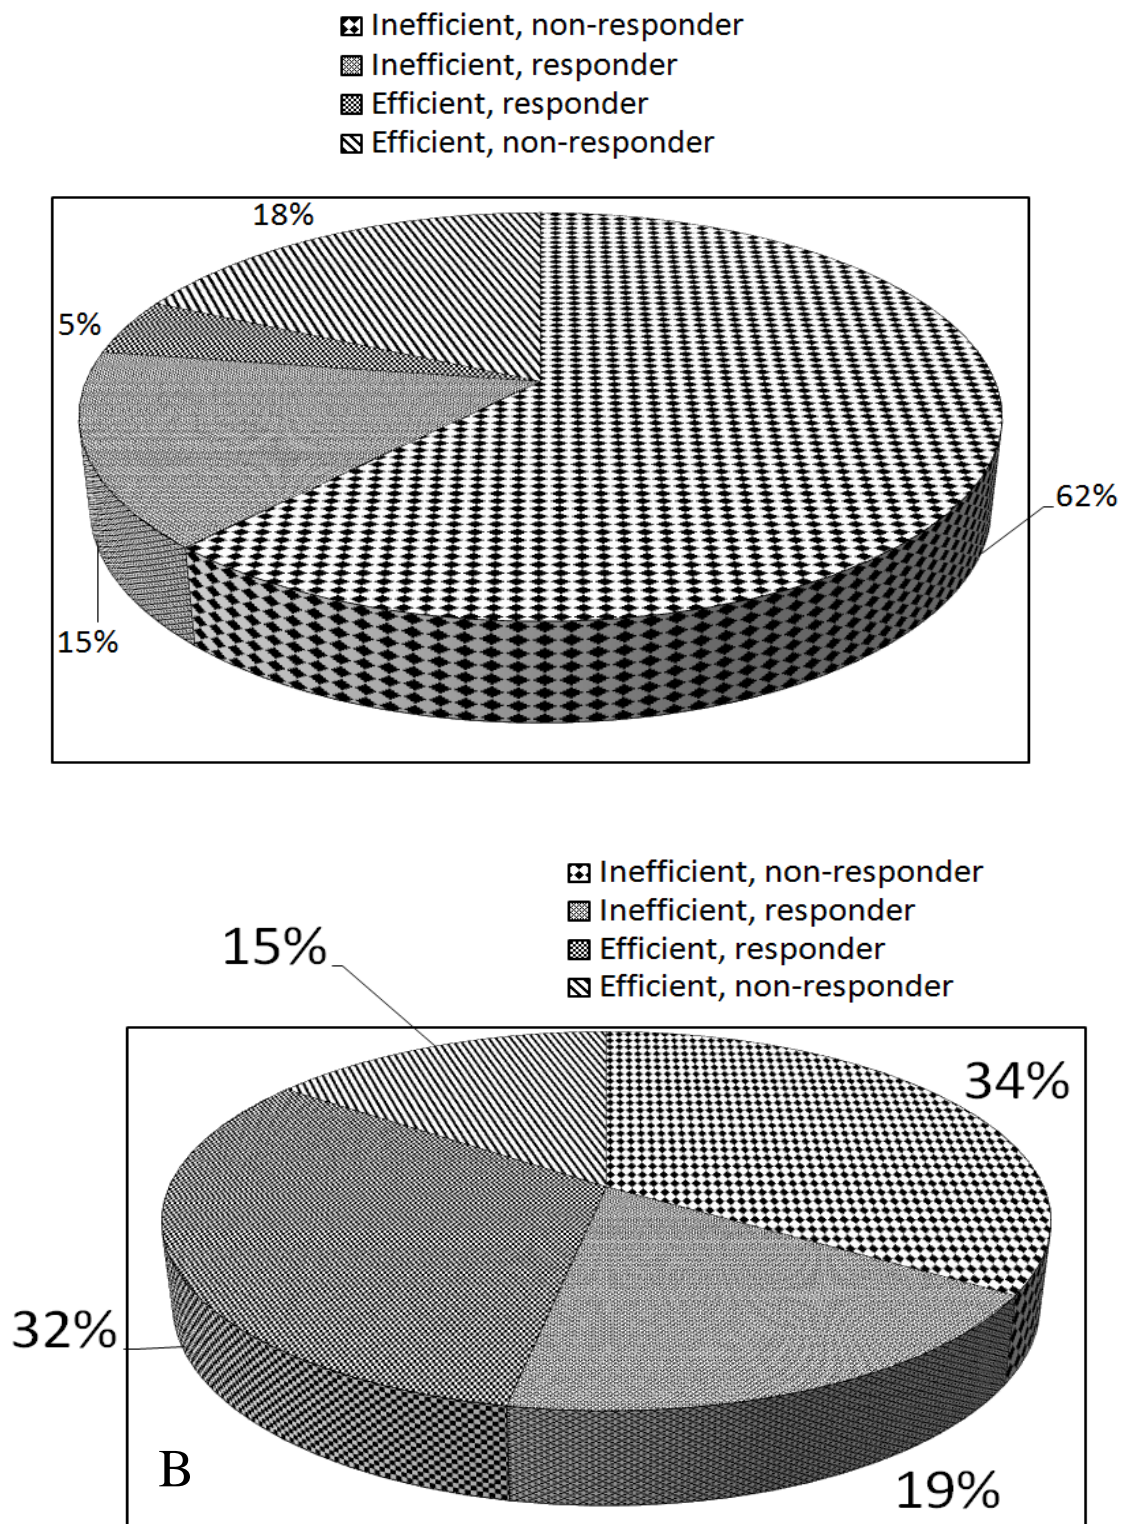 Inefficient, non-responder
Inefficient, responder
Efficient, responder
Efficient, non-responder
18%
5%
62%
15%
Inefficient, non-responder
Inefficient, responder
Efficient, responder
Efficient, non-responder
15%
34%
32%
B
19%